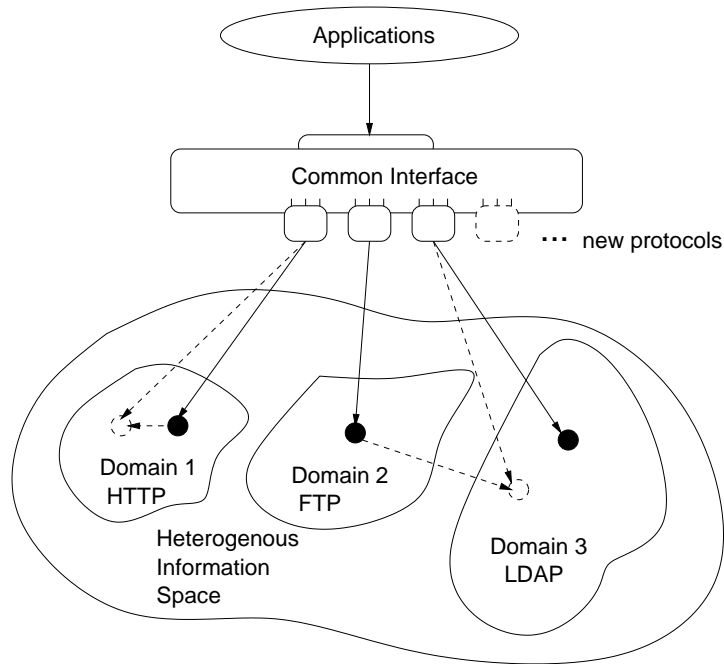 Applications
Common Interface
... new protocols
Domain 1
HTTP
Domain 2
FTP
Domain 3
LDAP
Heterogenous
Information
Space